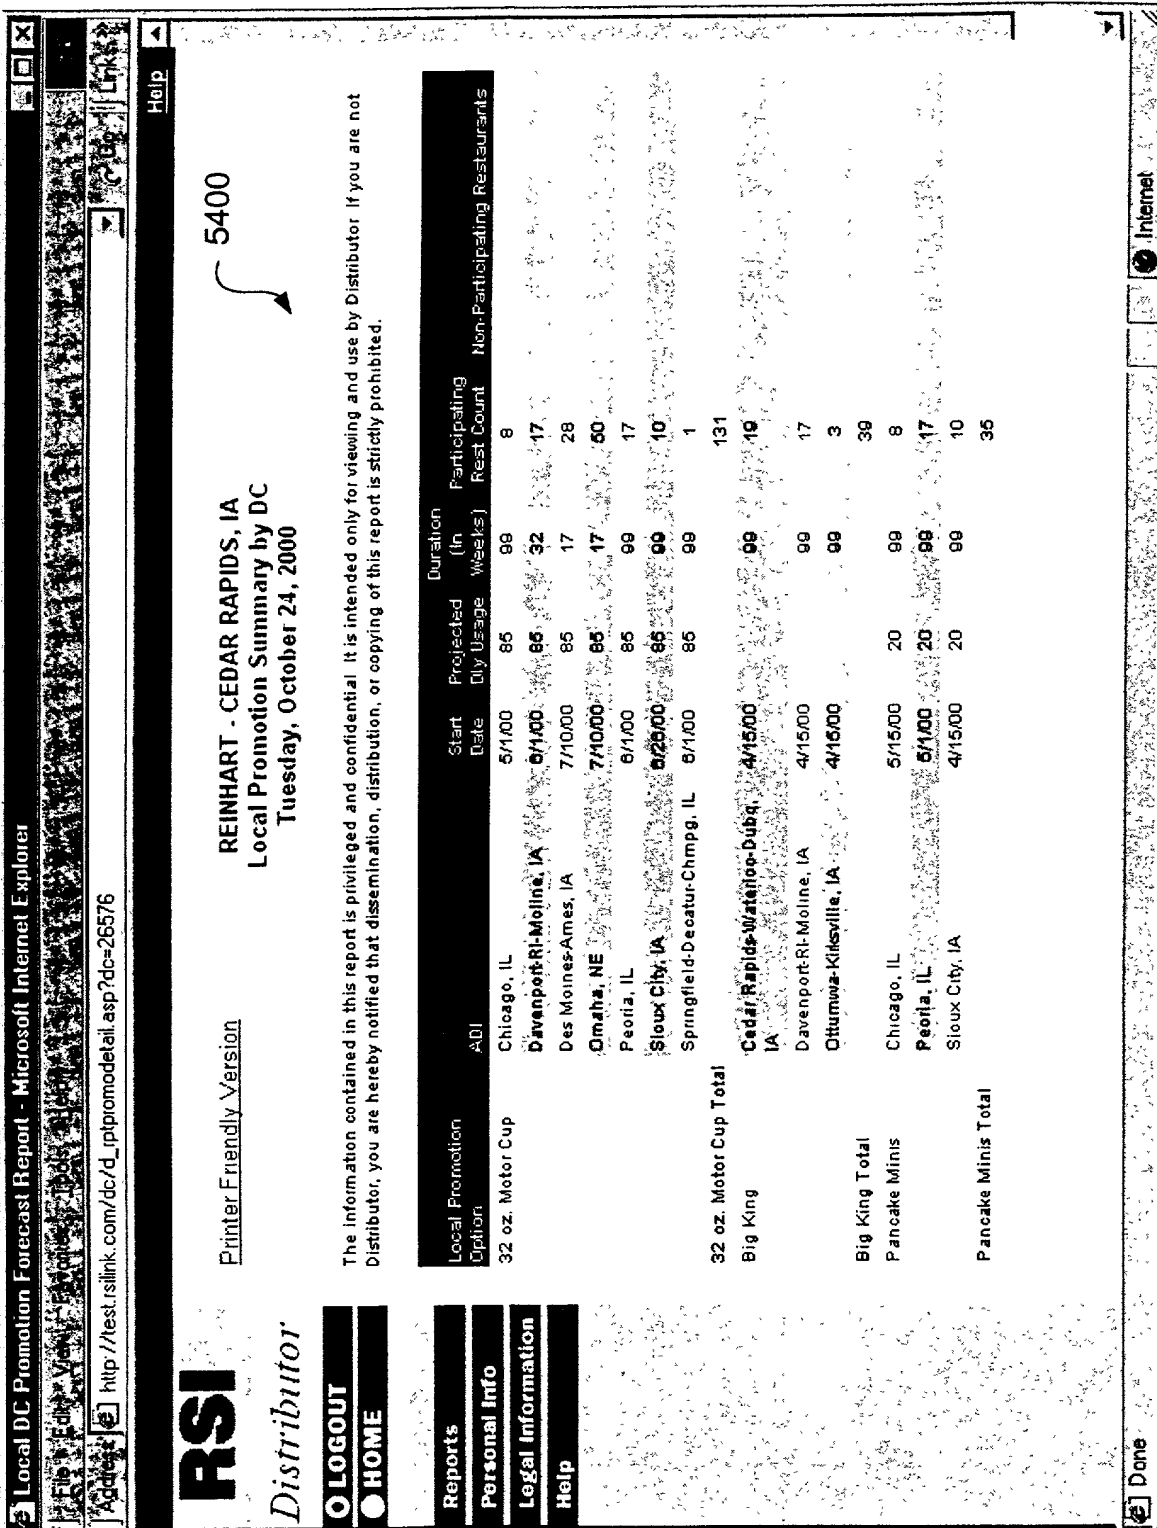 Local DC Promotion Forecast Report - Microsoft Internet Explorer
File Edit View Favorites Tools
Address http://test.rsilink.com/dc/d_rptpromodetail.asp?dc=26576 Go Links »
Help
RSI
Distributor
LOGOUT
HOME
Reports
Personal Info
Legal Information
Help
Printer Friendly Version
REINHART - CEDAR RAPIDS, IA
Local Promotion Summary by DC
Tuesday, October 24, 2000
5400
The information contained in this report is privileged and confidential It is intended only for viewing and use by Distributor If you are not
Distributor, you are hereby notified that dissemination, distribution, or copying of this report is strictly prohibited.
Local Promotion Option ADI Start Date Projected Dly Usage Duration (In Weeks) Participating Rest Count Non-Participating Restaurants
32 oz. Motor Cup Chicago, IL 5/1/00 85 99 8
Davenport-RI-Moline, IA 6/1/00 85 32 17
Des Moines-Ames, IA 7/10/00 85 17 28
Omaha, NE 7/10/00 85 17 50
Peoria, IL 6/1/00 85 99 17
Sioux City, IA 85 99 10
Springfield-Decatur-Chmpg, IL 6/1/00 85 99 1
32 oz. Motor Cup Total 131
Big King Cedar Rapids-Waterloo-Dubq, IA 4/15/00 99 19
Davenport-RI-Moline, IA 4/15/00 99 17
Ottumwa-Kirksville, IA 4/15/00 99 3
Big King Total 39
Pancake Minis Chicago, IL 5/15/00 20 99 8
Peoria, IL 5/1/00 20 99 17
Sioux City, IA 4/15/00 20 99 10
Pancake Minis Total 35
Done
Internet